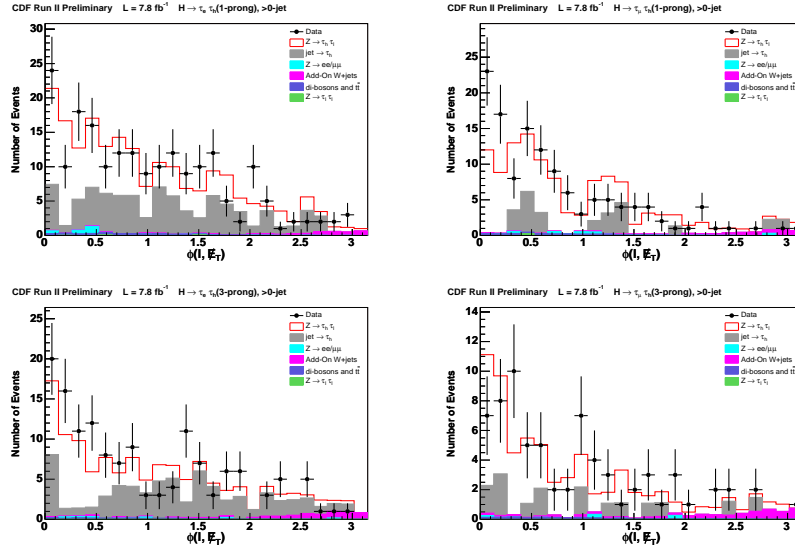 CDF Run II Preliminary L = 7.8 fb⁻¹ H → τₑ τₕ(1-prong), >0-jet
Data
Z → τₕ τₗ
jet → τₕ
Z → ee/μμ
Add-On W+jets
di-bosons and tt̄
Z → τₗ τₗ
Number of Events
30
25
20
15
10
5
0
0 0.5 1 1.5 2 2.5 3
ϕ(l, E̸_T)
CDF Run II Preliminary L = 7.8 fb⁻¹ H → τ_μ τₕ(1-prong), >0-jet
Data
Z → τₕ τₗ
jet → τₕ
Z → ee/μμ
Add-On W+jets
di-bosons and tt̄
Z → τₗ τₗ
Number of Events
25
20
15
10
5
0
0 0.5 1 1.5 2 2.5 3
ϕ(l, E̸_T)
CDF Run II Preliminary L = 7.8 fb⁻¹ H → τₑ τₕ(3-prong), >0-jet
Data
Z → τₕ τₗ
jet → τₕ
Z → ee/μμ
Add-On W+jets
di-bosons and tt̄
Z → τₗ τₗ
Number of Events
25
20
15
10
5
0
0 0.5 1 1.5 2 2.5 3
ϕ(l, E̸_T)
CDF Run II Preliminary L = 7.8 fb⁻¹ H → τ_μ τₕ(3-prong), >0-jet
Data
Z → τₕ τₗ
jet → τₕ
Z → ee/μμ
Add-On W+jets
di-bosons and tt̄
Z → τₗ τₗ
Number of Events
14
12
10
8
6
4
2
0
0 0.5 1 1.5 2 2.5 3
ϕ(l, E̸_T)